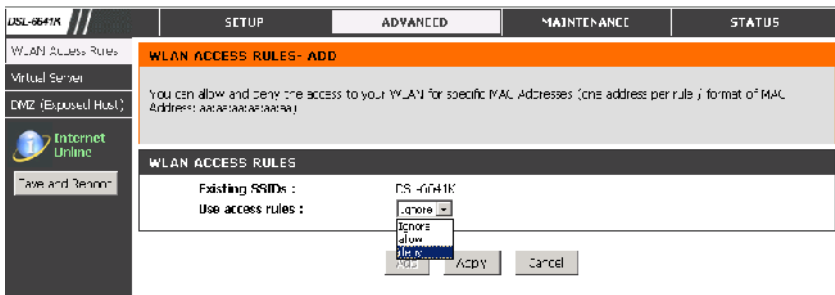 DSL-6641K
SETUP
ADVANCED
MAINTENANCE
STATUS
WLAN Access Rules
Virtual Server
DMZ (Exposed Host)
Internet
Online
Save and Reboot
WLAN ACCESS RULES- ADD
You can allow and deny the access to your WLAN for specific MAC Addresses (one address per rule / format of MAC
Address: aa:aa:aa:aa:aa:aa)
WLAN ACCESS RULES
Existing SSIDs :
DSL-6641K
Use access rules :
Ignore
Ignore
allow
deny
Add
Apply
Cancel